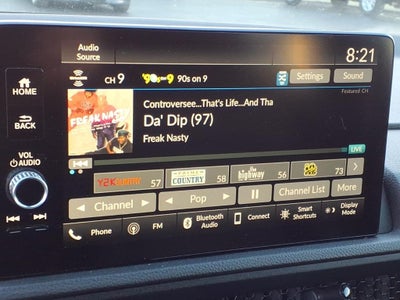 Audio
Source
8:21
CH 9
90s on 9
Settings
Sound
Featured CH
HOME
BACK
VOL
AUDIO
FREAK NASTY
Controversee...That's Life...And Tha
Da' Dip (97)
Freak Nasty
LIVE
Y2K 57
COUNTRY 58
the highway 56
73
Channel
Pop
Channel List
More
Phone
FM
Bluetooth
Audio
Connect
Smart
Shortcuts
Display
Mode